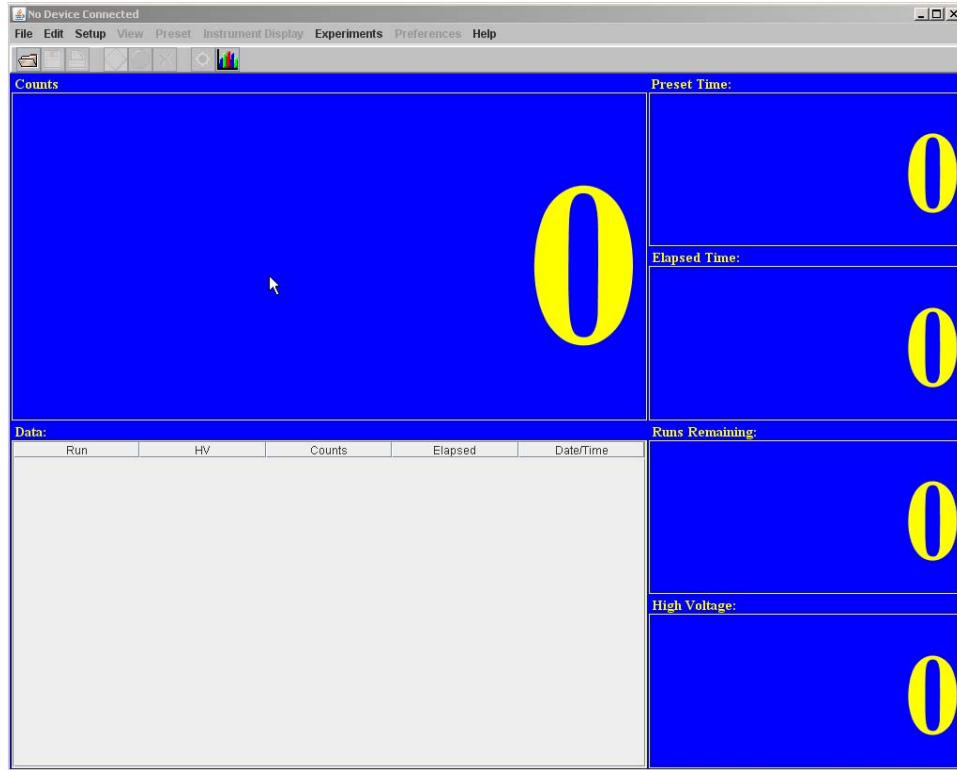 No Device Connected
File Edit Setup View Preset Instrument Display Experiments Preferences Help
Counts
0
Preset Time:
0
Elapsed Time:
0
Data:
Run HV Counts Elapsed Date/Time
Runs Remaining:
0
High Voltage:
0